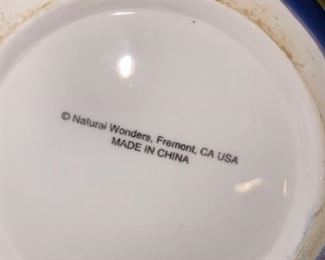 © Natural Wonders, Fremont, CA USA
MADE IN CHINA